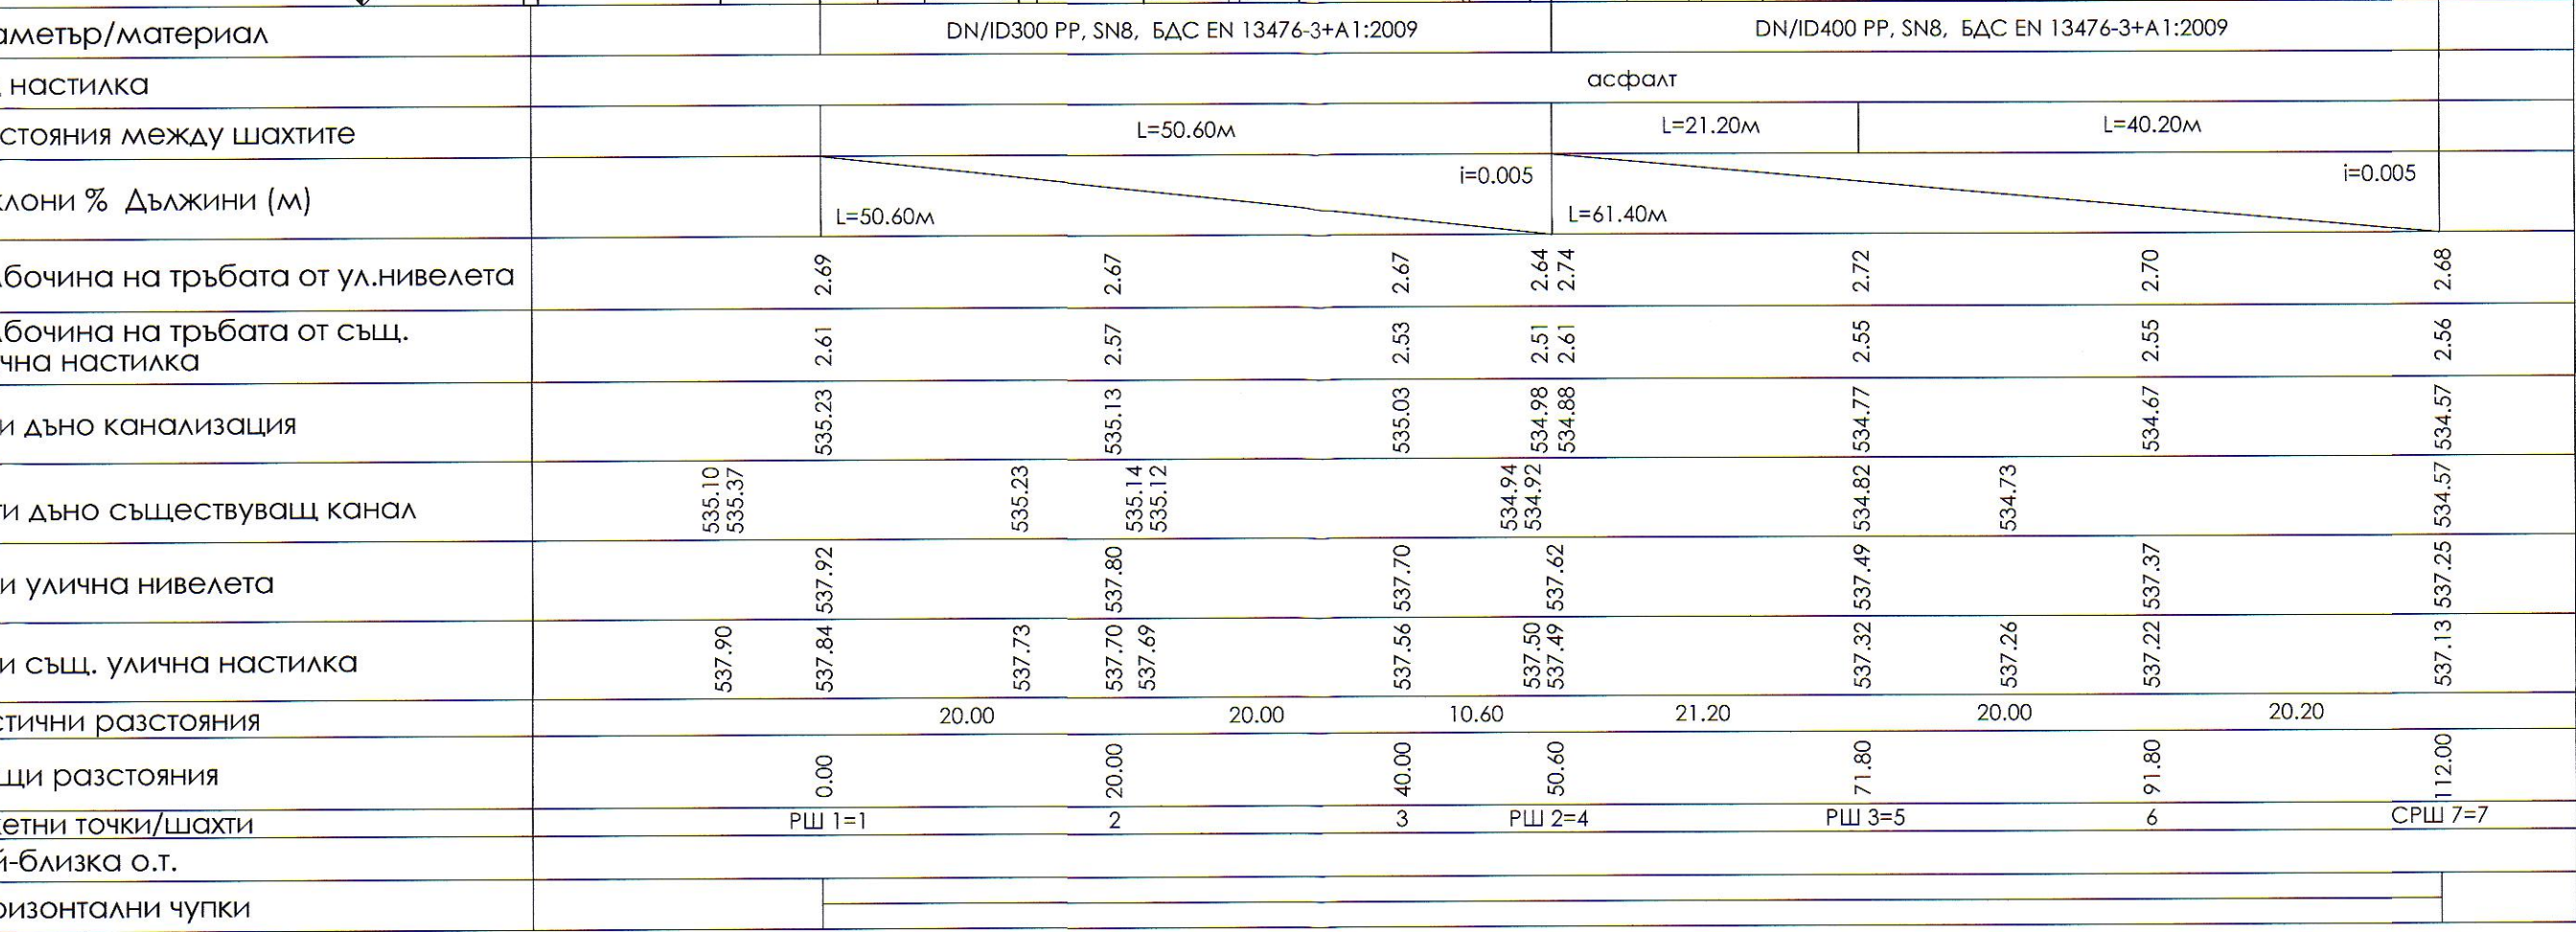 аметър/материал DN/ID300 PP, SN8, БДС EN 13476-3+A1:2009 DN/ID400 PP, SN8, БДС EN 13476-3+A1:2009
настилка асфалт
стояния между шахтите L=50.60м L=21.20м L=40.20м
клони % Дължини (м) L=50.60м i=0.005 L=61.40м i=0.005
лбочина на тръбата от ул.нивелета 2.69 2.67 2.67 2.64 2.74 2.72 2.70 2.68
лбочина на тръбата от същ.
чна настилка 2.61 2.57 2.53 2.51 2.61 2.55 2.55 2.56
и дъно канализация 535.23 535.13 535.03 534.98 534.88 534.77 534.67 534.57
ти дъно съществуващ канал 535.10 535.37 535.23 535.14 535.12 534.94 534.92 534.82 534.73 534.57
и улична нивелета 537.92 537.80 537.70 537.62 537.49 537.37 537.25
и същ. улична настилка 537.90 537.84 537.73 537.70 537.69 537.56 537.50 537.49 537.32 537.26 537.22 537.13
стични разстояния 20.00 20.00 10.60 21.20 20.00 20.20
щи разстояния 0.00 20.00 40.00 50.60 71.80 91.80 112.00
кетни точки/шахти РШ 1=1 2 3 РШ 2=4 РШ 3=5 6 СРШ 7=7
й-близка о.т.
ризонтални чупки